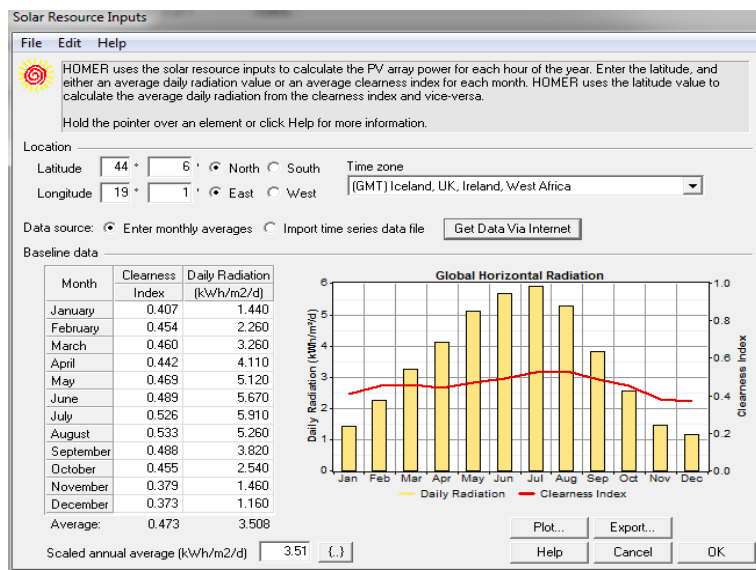 Solar Resource Inputs
File Edit Help
HOMER uses the solar resource inputs to calculate the PV array power for each hour of the year. Enter the latitude, and
either an average daily radiation value or an average clearness index for each month. HOMER uses the latitude value to
calculate the average daily radiation from the clearness index and vice-versa.
Hold the pointer over an element or click Help for more information.
Location
Latitude 44 ° 6 ' North South
Longitude 19 ° 1 ' East West
Time zone
(GMT) Iceland, UK, Ireland, West Africa
Data source: Enter monthly averages Import time series data file Get Data Via Internet
Baseline data
Month Clearness Daily Radiation
Index (kWh/m2/d)
January 0.407 1.440
February 0.454 2.260
March 0.460 3.260
April 0.442 4.110
May 0.469 5.120
June 0.489 5.670
July 0.526 5.910
August 0.533 5.260
September 0.488 3.820
October 0.455 2.540
November 0.379 1.460
December 0.373 1.160
Average: 0.473 3.508
Scaled annual average (kWh/m2/d) 3.51 {..}
Global Horizontal Radiation
Daily Radiation (kWh/m²/d)
6
5
4
3
2
1
0
Jan Feb Mar Apr May Jun Jul Aug Sep Oct Nov Dec
1.0
0.8
0.6
0.4
0.2
0.0
Clearness Index
Daily Radiation Clearness Index
Plot... Export...
Help Cancel OK